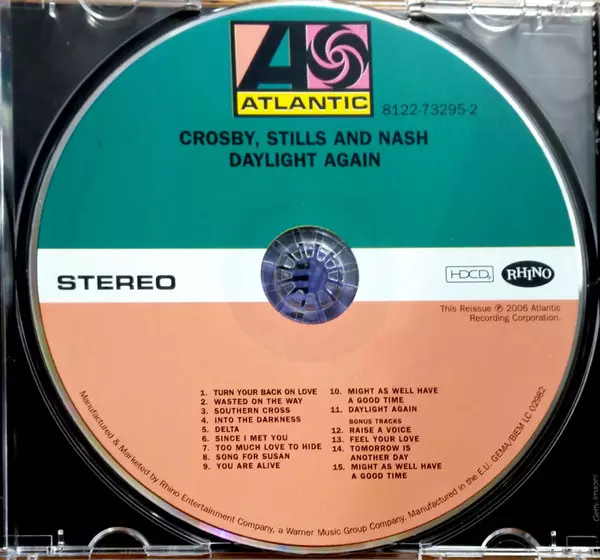 ATLANTIC
8122-73295-2
CROSBY, STILLS AND NASH
DAYLIGHT AGAIN
STEREO
HDCD
RHINO
This Reissue ℗ 2006 Atlantic
Recording Corporation.
1. TURN YOUR BACK ON LOVE
2. WASTED ON THE WAY
3. SOUTHERN CROSS
4. INTO THE DARKNESS
5. DELTA
6. SINCE I MET YOU
7. TOO MUCH LOVE TO HIDE
8. SONG FOR SUSAN
9. YOU ARE ALIVE
10. MIGHT AS WELL HAVE
A GOOD TIME
11. DAYLIGHT AGAIN
BONUS TRACKS
12. RAISE A VOICE
13. FEEL YOUR LOVE
14. TOMORROW IS
ANOTHER DAY
15. MIGHT AS WELL HAVE
A GOOD TIME
Manufactured & Marketed by Rhino Entertainment Company, a Warner Music Group Company. Manufactured in the E.U. GEMA/BIEM LC 02982
Getty Images